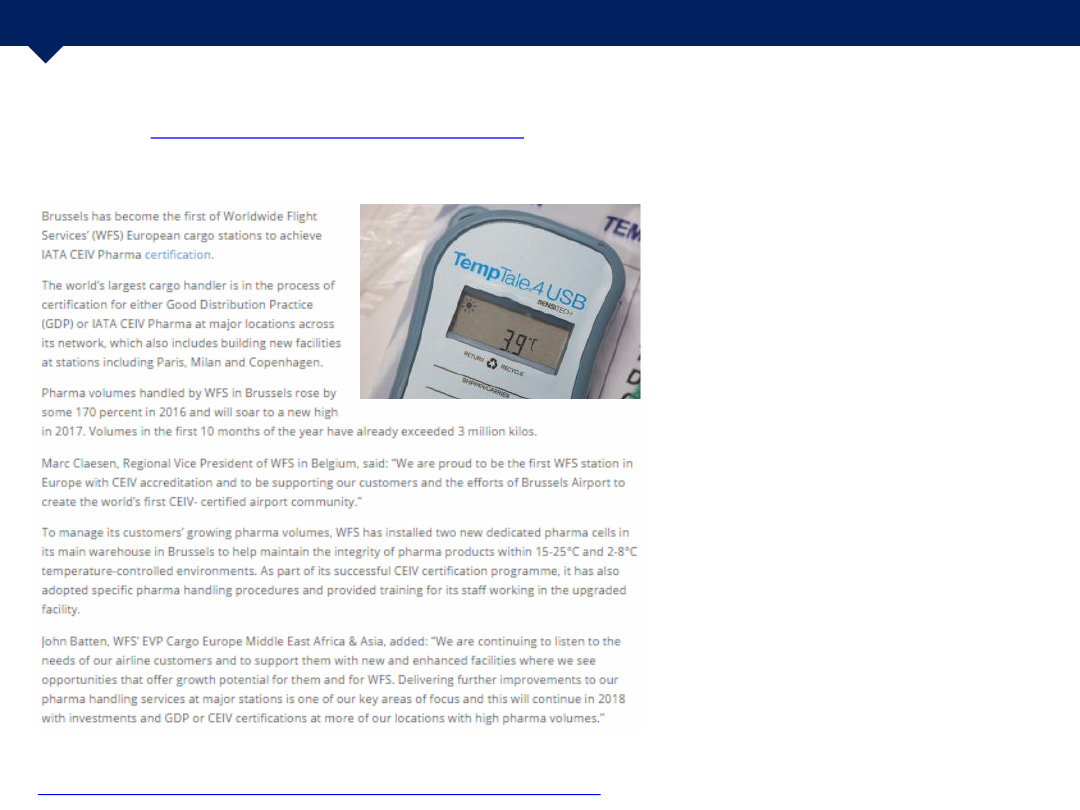 Brussels has become the first of Worldwide Flight
Services' (WFS) European cargo stations to achieve
IATA CEIV Pharma certification.
The world's largest cargo handler is in the process of
certification for either Good Distribution Practice
(GDP) or IATA CEIV Pharma at major locations across
its network, which also includes building new facilities
at stations including Paris, Milan and Copenhagen.
Pharma volumes handled by WFS in Brussels rose by
some 170 percent in 2016 and will soar to a new high
in 2017. Volumes in the first 10 months of the year have already exceeded 3 million kilos.
Marc Claesen, Regional Vice President of WFS in Belgium, said: "We are proud to be the first WFS station in
Europe with CEIV accreditation and to be supporting our customers and the efforts of Brussels Airport to
create the world's first CEIV- certified airport community."
To manage its customers' growing pharma volumes, WFS has installed two new dedicated pharma cells in
its main warehouse in Brussels to help maintain the integrity of pharma products within 15-25°C and 2-8°C
temperature-controlled environments. As part of its successful CEIV certification programme, it has also
adopted specific pharma handling procedures and provided training for its staff working in the upgraded
facility.
John Batten, WFS' EVP Cargo Europe Middle East Africa & Asia, added: "We are continuing to listen to the
needs of our airline customers and to support them with new and enhanced facilities where we see
opportunities that offer growth potential for them and for WFS. Delivering further improvements to our
pharma handling services at major stations is one of our key areas of focus and this will continue in 2018
with investments and GDP or CEIV certifications at more of our locations with high pharma volumes."
TEM
TempTale®4 USB
SENSITECH
3.9°C
RETURN RECYCLE
SHIPPER/CARRIER
T
D
C